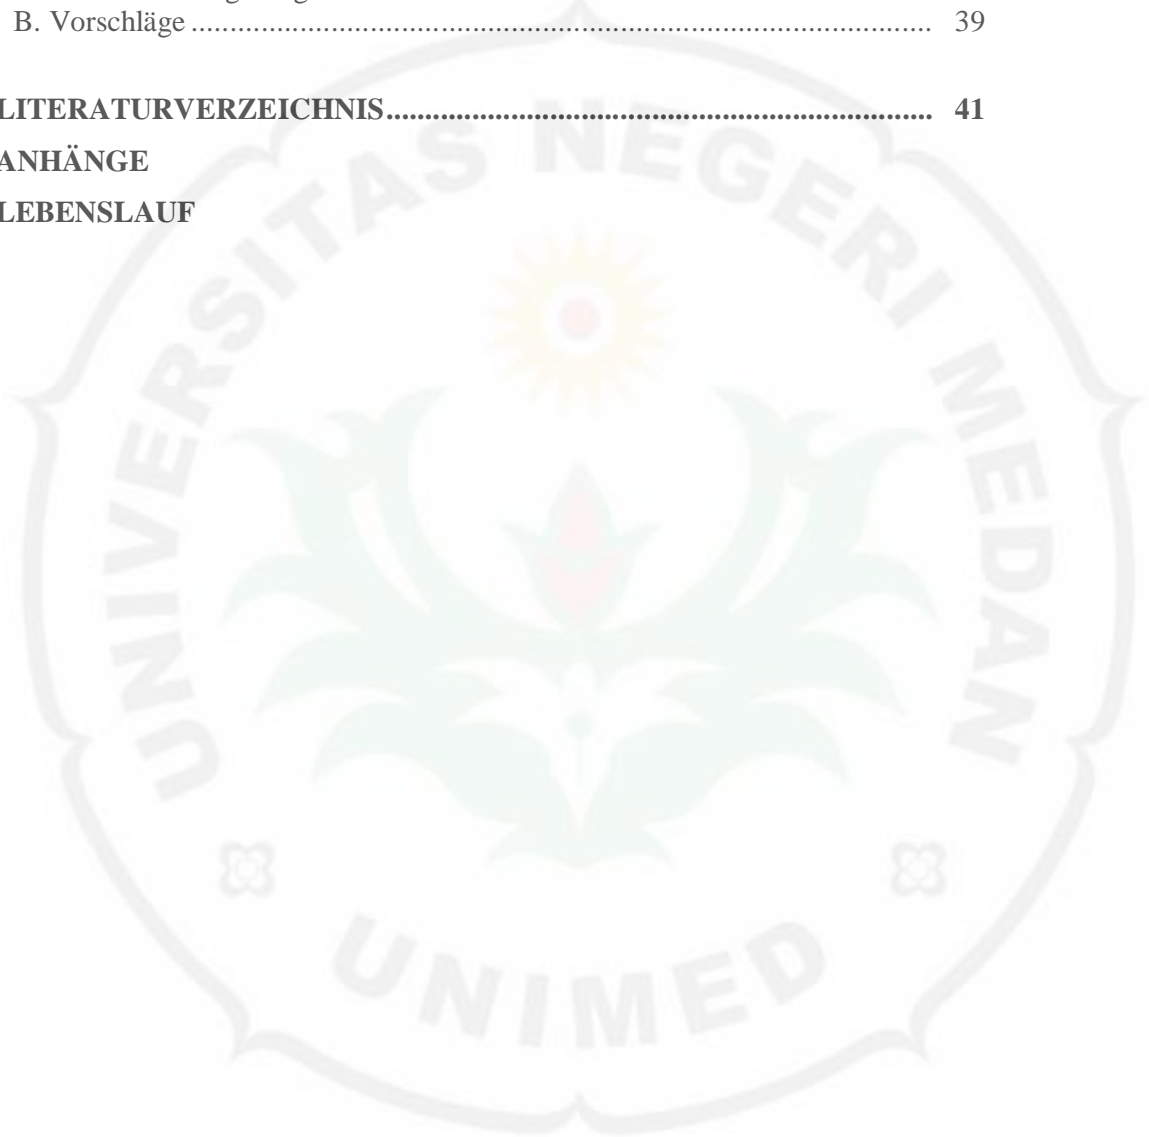 B. Vorschläge ................................................................................................ 39
LITERATURVERZEICHNIS...................................................................... 41
ANHÄNGE
LEBENSLAUF
UNIVERSITAS NEGERI MEDAN
UNIMED